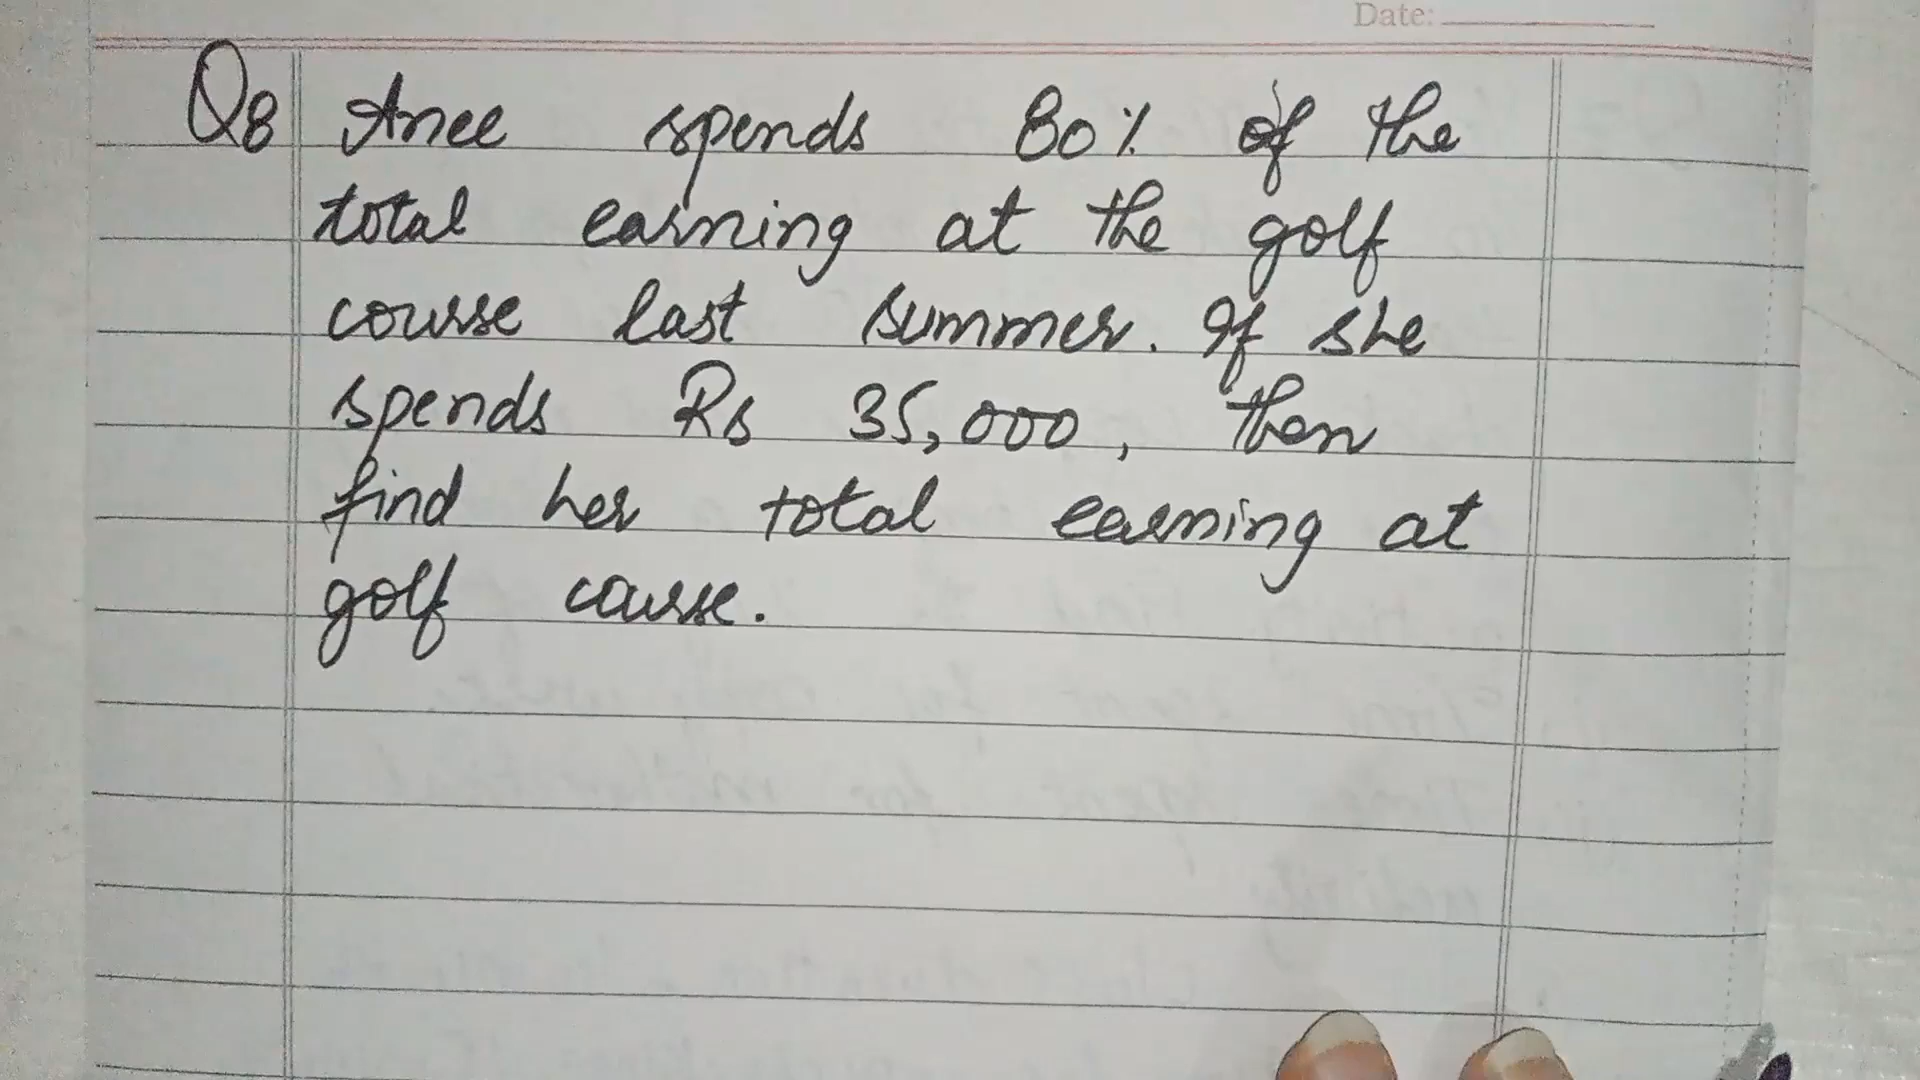 Date:
Q8 Anee spends 80% of the
total earning at the golf
course last summer. If she
spends Rs 35,000, then
find her total earning at
golf course.